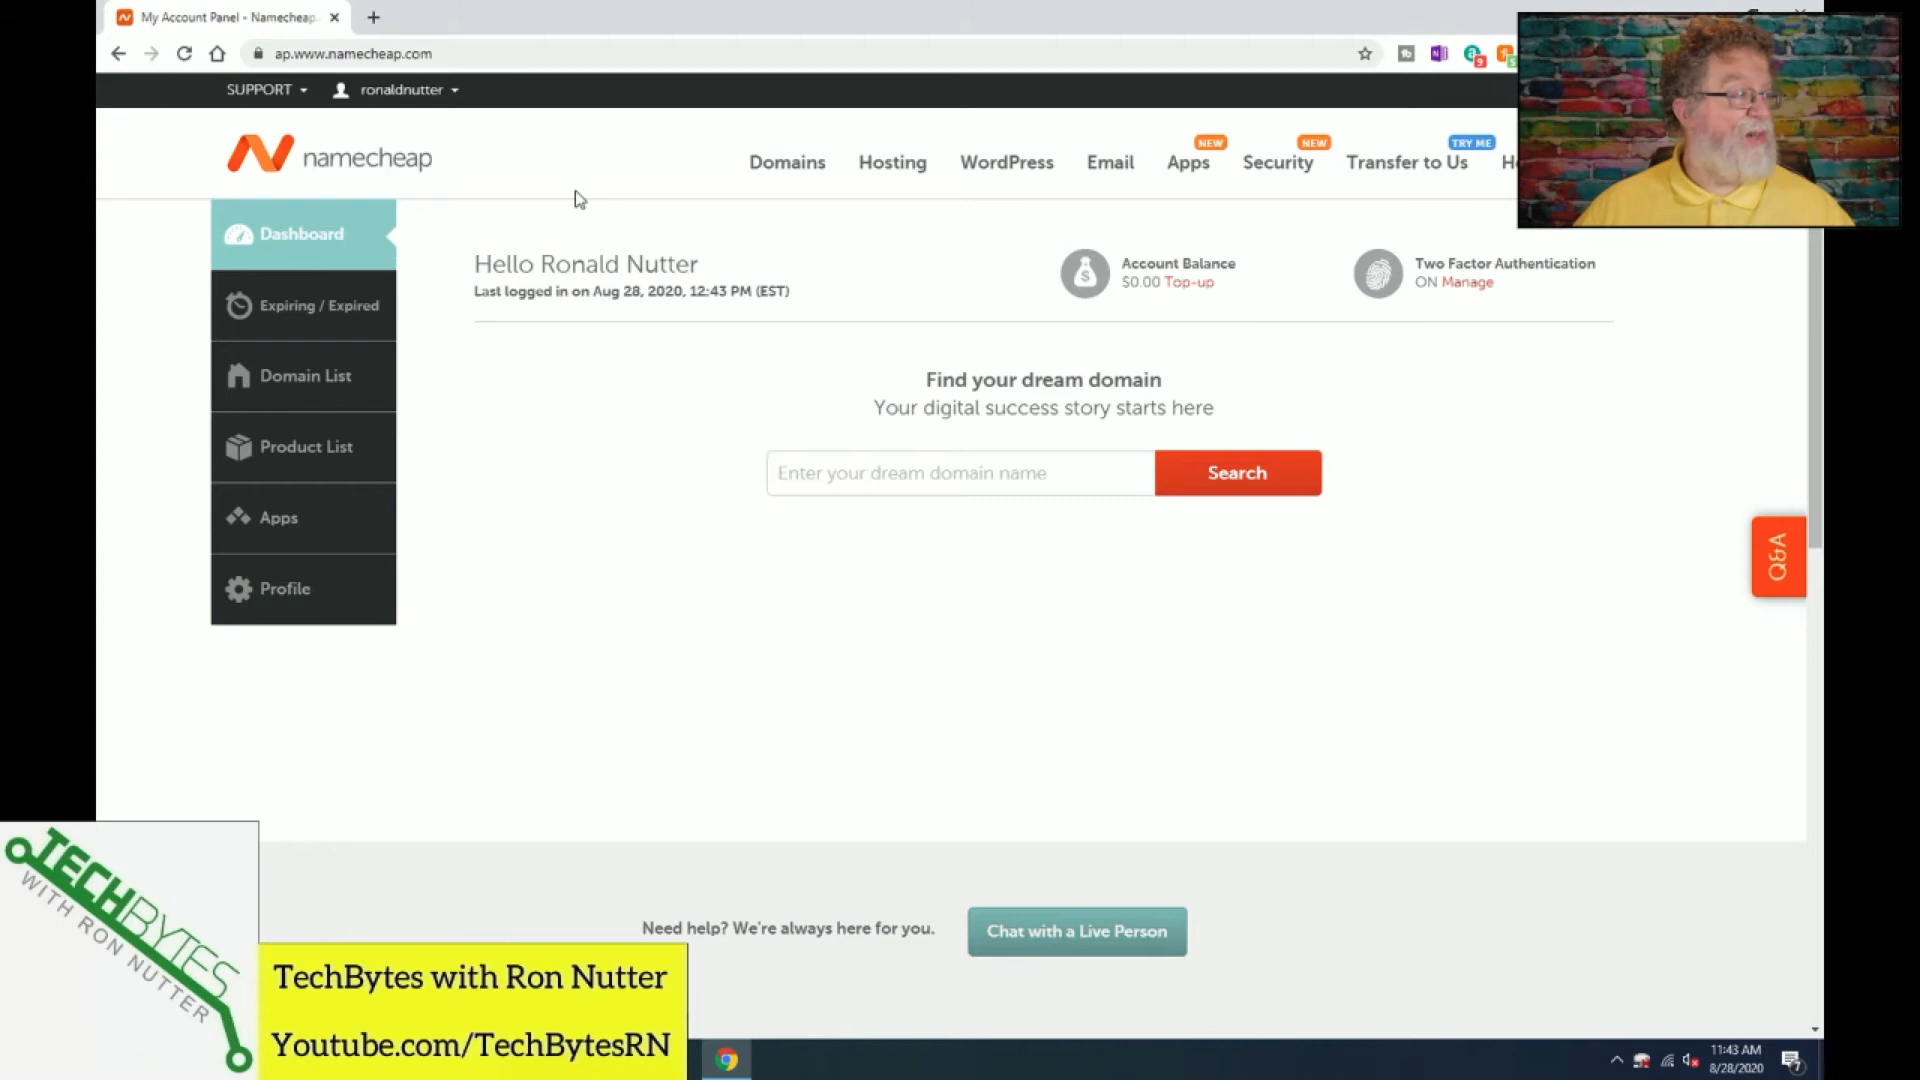 My Account Panel - Namecheap.
ap.www.namecheap.com
9
SUPPORT
ronaldnutter
namecheap
Domains
Hosting
WordPress
Email
NEW
Apps
NEW
Security
TRY ME
Transfer to Us
Dashboard
Expiring / Expired
Domain List
Product List
Apps
Profile
Hello Ronald Nutter
Last logged in on Aug 28, 2020, 12:43 PM (EST)
Account Balance
$0.00 Top-up
Two Factor Authentication
ON Manage
Find your dream domain
Your digital success story starts here
Enter your dream domain name
Search
Q&A
Need help? We're always here for you.
Chat with a Live Person
TECHBYTES
WITH RON NUTTER
TechBytes with Ron Nutter
Youtube.com/TechBytesRN
11:43 AM
8/28/2020
7